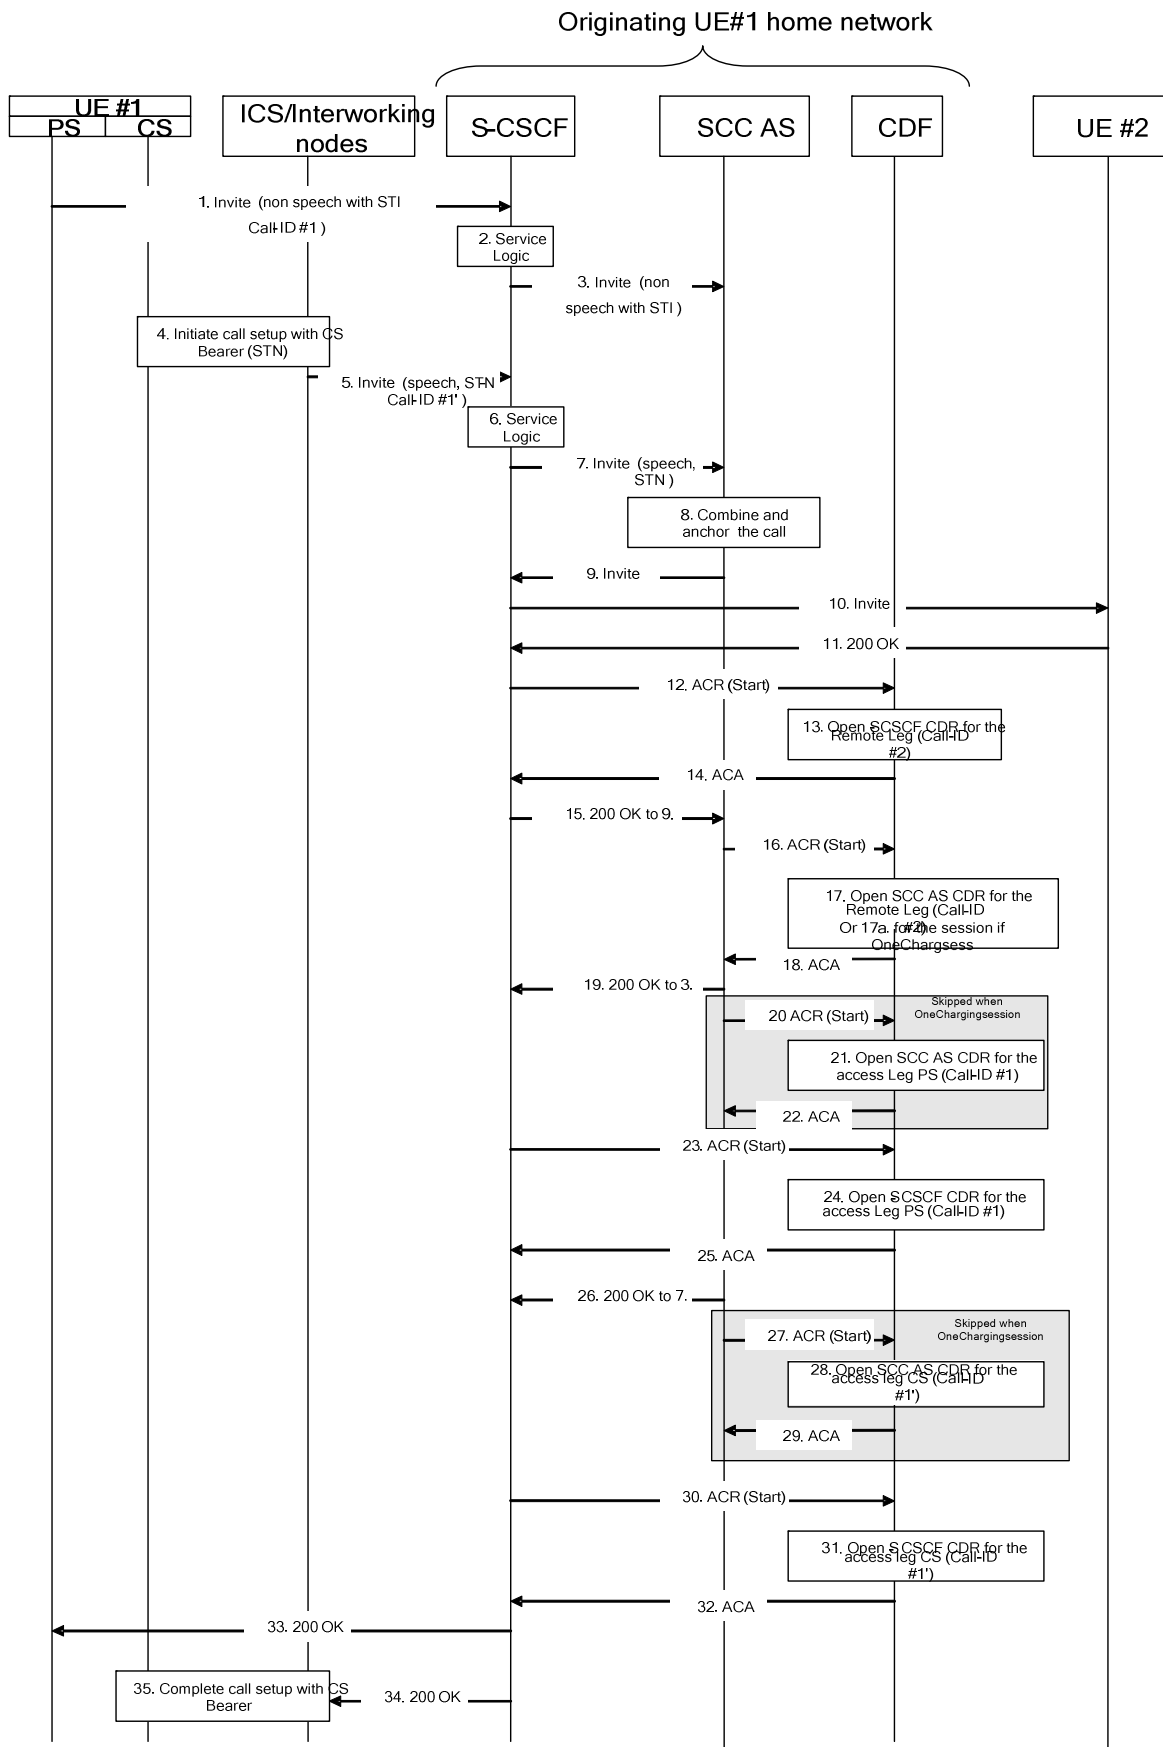 Originating UE#1 home network
UE #1
PS
CS
ICS/Interworking
nodes
S-CSCF
SCC AS
CDF
UE #2
1. Invite (non speech with STI
Call-ID #1 )
2. Service
Logic
3. Invite (non
speech with STI )
4. Initiate call setup with CS
Bearer (STN)
5. Invite (speech, STN
Call-ID #1' )
6. Service
Logic
7. Invite (speech,
STN )
8. Combine and
anchor the call
9. Invite
10. Invite
11. 200 OK
12. ACR (Start)
13. Open SCSCF CDR for the
Remote Leg (Call-ID
#2)
14. ACA
15. 200 OK to 9.
16. ACR (Start)
17. Open SCC AS CDR for the
Remote Leg (Call-ID
#2)
Or 17a. for the session if
OneChargsess
18. ACA
19. 200 OK to 3.
Skipped when
OneChargingsession
20 ACR (Start)
21. Open SCC AS CDR for the
access Leg PS (Call-ID #1)
22. ACA
23. ACR (Start)
24. Open SCSCF CDR for the
access Leg PS (Call-ID #1)
25. ACA
26. 200 OK to 7.
Skipped when
OneChargingsession
27. ACR (Start)
28. Open SCC AS CDR for the
access leg CS (Call-ID
#1')
29. ACA
30. ACR (Start)
31. Open SCSCF CDR for the
access leg CS (Call-ID
#1')
32. ACA
33. 200 OK
34. 200 OK
35. Complete call setup with CS
Bearer